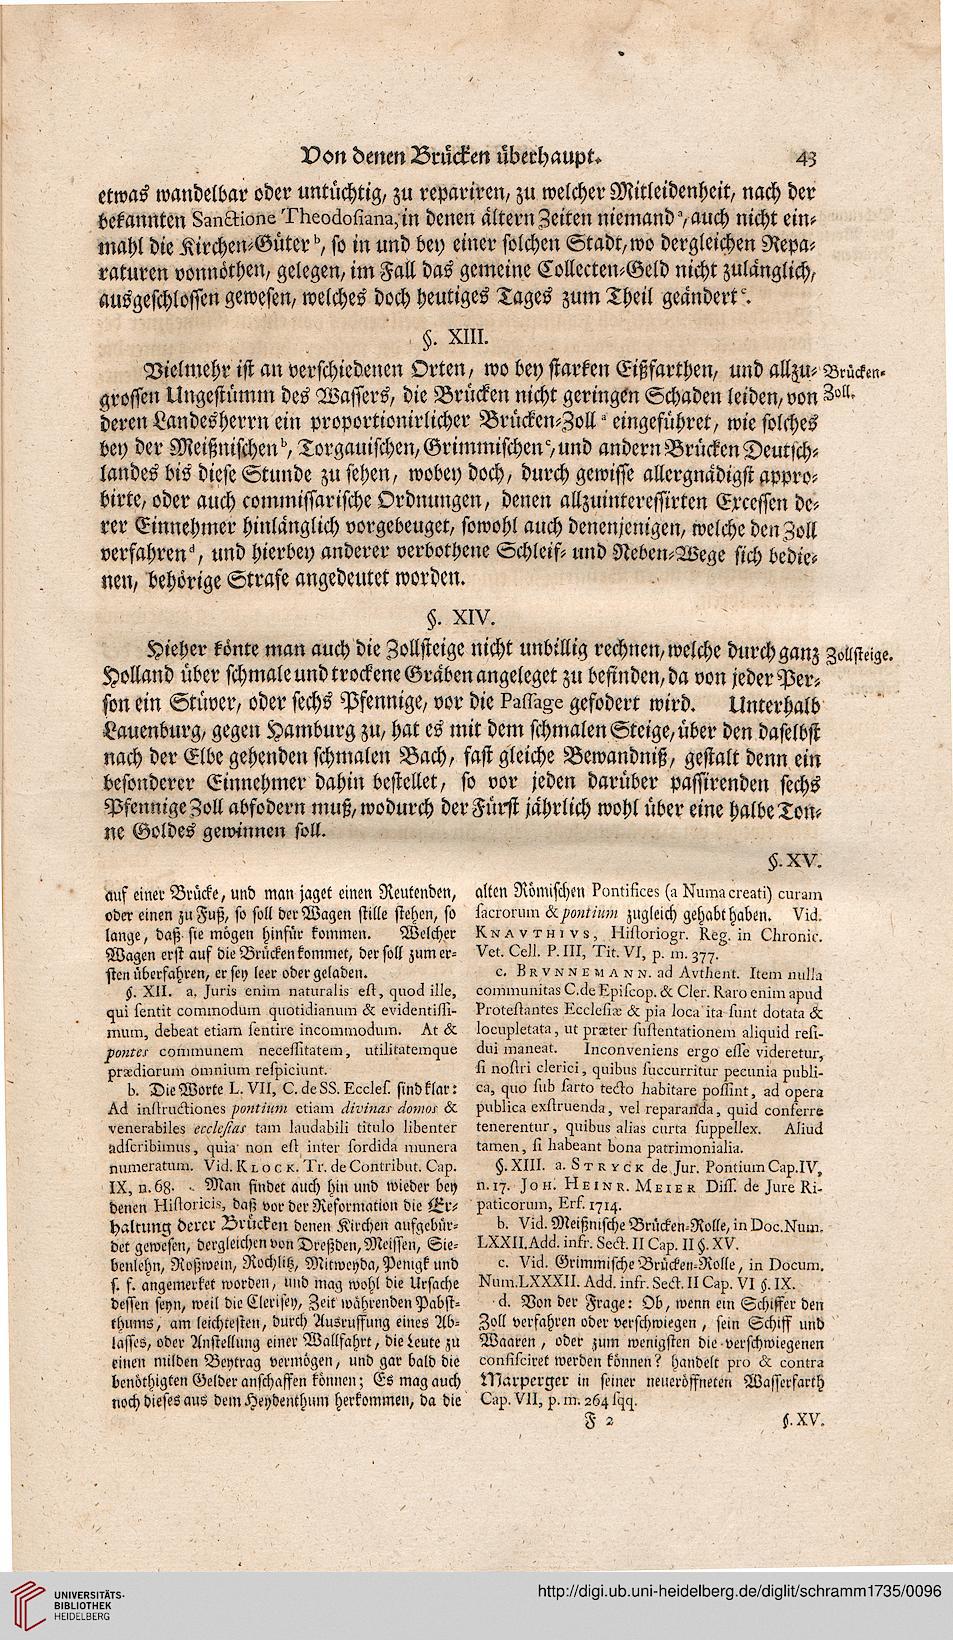 Von denen Brücken überhaupt. 43
etwas wandelbar oder untüchtig, zu repariren, zu welcher Mitleidenheit, nach der
bekannten Sanctione Theodosiana, in denen ältern Zeiten niemand a, auch nicht ein-
mahl die Kirchen-Güter b, so in und bey einer solchen Stadt, wo dergleichen Repa-
raturen vonnöthen, gelegen, im Fall das gemeine Collecten-Geld nicht zulänglich,
ausgeschlossen gewesen, welches doch heutiges Tages zum Theil geändert c.
§. XIII.
Vielmehr ist an verschiedenen Orten, wo bey starken Eißfarthen, und allzu- Brücken-
grossen Ungestümm des Wassers, die Brücken nicht geringen Schaden leiden, von Zoll.
deren Landesherrn ein proportionirlicher Brücken-Zoll a eingeführet, wie solches
bey der Meißnischen b, Torgauischen, Grimmischen c, und andern Brücken Deutsch-
landes bis diese Stunde zu sehen, wobey doch, durch gewisse allergnädigst appro-
birte, oder auch commissarische Ordnungen, denen allzuinteressirten Excessen de-
rer Einnehmer hinlänglich vorgebeuget, sowohl auch denenjenigen, welche den Zoll
verfahren d, und hierbey anderer verbothene Schleif- und Neben-Wege sich bedie-
nen, behörige Strafe angedeutet worden.
§. XIV.
Hieher könte man auch die Zollsteige nicht unbillig rechnen, welche durch ganz Zollsteige.
Holland über schmale und trockene Gräben angeleget zu befinden, da von jeder Per-
son ein Stüver, oder sechs Pfennige, vor die Passage gefodert wird. Unterhalb
Lauenburg, gegen Hamburg zu, hat es mit dem schmalen Steige, über den daselbst
nach der Elbe gehenden schmalen Bach, fast gleiche Bewandniß, gestalt denn ein
besonderer Einnehmer dahin bestellet, so vor jeden darüber passirenden sechs
Pfennige Zoll abfodern muß, wodurch der Fürst jährlich wohl über eine halbe Ton-
ne Goldes gewinnen soll.
§. XV.
auf einer Brücke, und man jaget einen Reutenden,
oder einen zu Fuß, so soll der Wagen stille stehen, so
lange, daß sie mögen hinfür kommen. Welcher
Wagen erst auf die Brücken kommet, der soll zum er-
sten überfahren, er sey leer oder geladen.
§. XII. a. Juris enim naturalis est, quod ille,
qui sentit commodum quotidianum & evidentissi-
mum, debeat etiam sentire incommodum. At &
pontes communem necessitatem, utilitatemque
prædiorum omnium respiciunt.
b. Die Worte L. VII, C. de SS. Eccles. sind klar:
Ad instructiones pontium etiam divinas domos &
venerabiles ecclesias tam laudabili titulo libenter
adscribimus, quia non est inter sordida munera
numeratum. Vid. KLOCK. Tr. de Contribut. Cap.
IX, n. 68. Man findet auch hin und wieder bey
denen Historicis, daß vor der Reformation die Er-
haltung derer Brücken denen Kirchen aufgebür-
det gewesen, dergleichen von Dreßden, Meissen, Sie-
benlehn, Roßwein, Rochlitz, Mitweyda, Penigk und
s. f. angemerket worden, und mag wohl die Ursache
dessen seyn, weil die Clerisey, Zeit währenden Pabst-
thums, am leichtesten, durch Ausruffung eines Ab-
lasses, oder Anstellung einer Wallfahrt, die Leute zu
einen milden Beytrag vermögen, und gar bald die
benöthigten Gelder anschaffen können; Es mag auch
noch dieses aus dem Heydenthum herkommen, da die
alten Römischen Pontifices (a Numa creati) curam
sacrorum & pontium zugleich gehabt haben. Vid.
KNAVTHIVS, Historiogr. Reg. in Chronic.
Vet. Cell. P. III, Tit. VI, p. m. 377.
c. BRVNNEMANN. ad Avthent. Item nulla
communitas C. de Episcop. & Cler. Raro enim apud
Protestantes Ecclesiæ & pia loca ita sunt dotata &
locupletata, ut præter sustentationem aliquid resi-
dui maneat. Inconveniens ergo esse videretur,
si nostri clerici, quibus succurritur pecunia publi-
ca, quo sub sarto tecto habitare possint, ad opera
publica exstruenda, vel reparanda, quid conferre
tenerentur, quibus alias curta suppellex. Aliud
tamen, si habeant bona patrimonialia.
§. XIII. a. STRYCK de Jur. Pontium Cap. IV,
n. 17. JOH. HEINR. MEIER Diss. de Jure Ri-
paticorum, Erf. 1714.
b. Vid. Meißnische Brücken-Rolle, in Doc. Num.
LXXII. Add. infr. Sect. II Cap. II §. XV.
c. Vid. Grimmische Brücken-Rolle, in Docum.
Num. LXXXII. Add. infr. Sect. II Cap. VI §. IX.
d. Von der Frage: Ob, wenn ein Schiffer den
Zoll verfahren oder verschwiegen, sein Schiff und
Waaren, oder zum wenigsten die verschwiegenen
confisciret werden können? handelt pro & contra
Marperger in seiner neueröffneten Wasserfarth
Cap. VII, p. m. 264 sqq.
F 2 §. XV.
UNIVERSITÄTS-
BIBLIOTHEK
HEIDELBERG
http://digi.ub.uni-heidelberg.de/diglit/schramm1735/0096